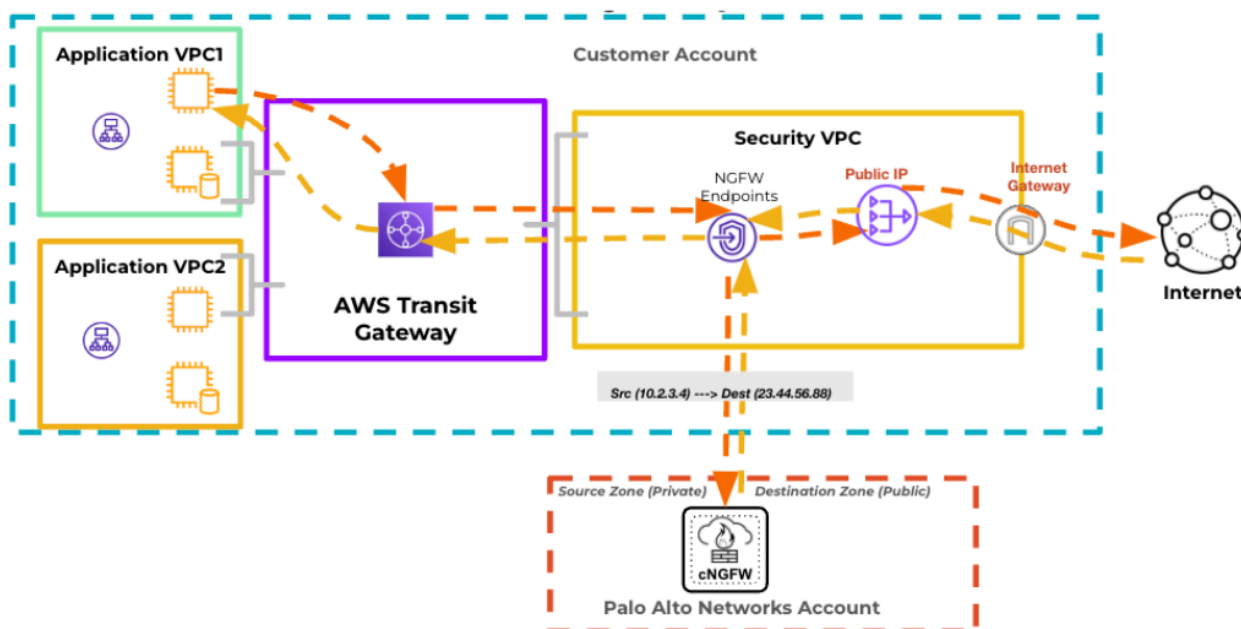 Customer Account
Application VPC1
Application VPC2
AWS Transit
Gateway
Security VPC
NGFW
Endpoints
Public IP
Internet
Gateway
Internet
Src (10.2.3.4) ---> Dest (23.44.56.88)
Source Zone (Private)
Destination Zone (Public)
cNGFW
Palo Alto Networks Account